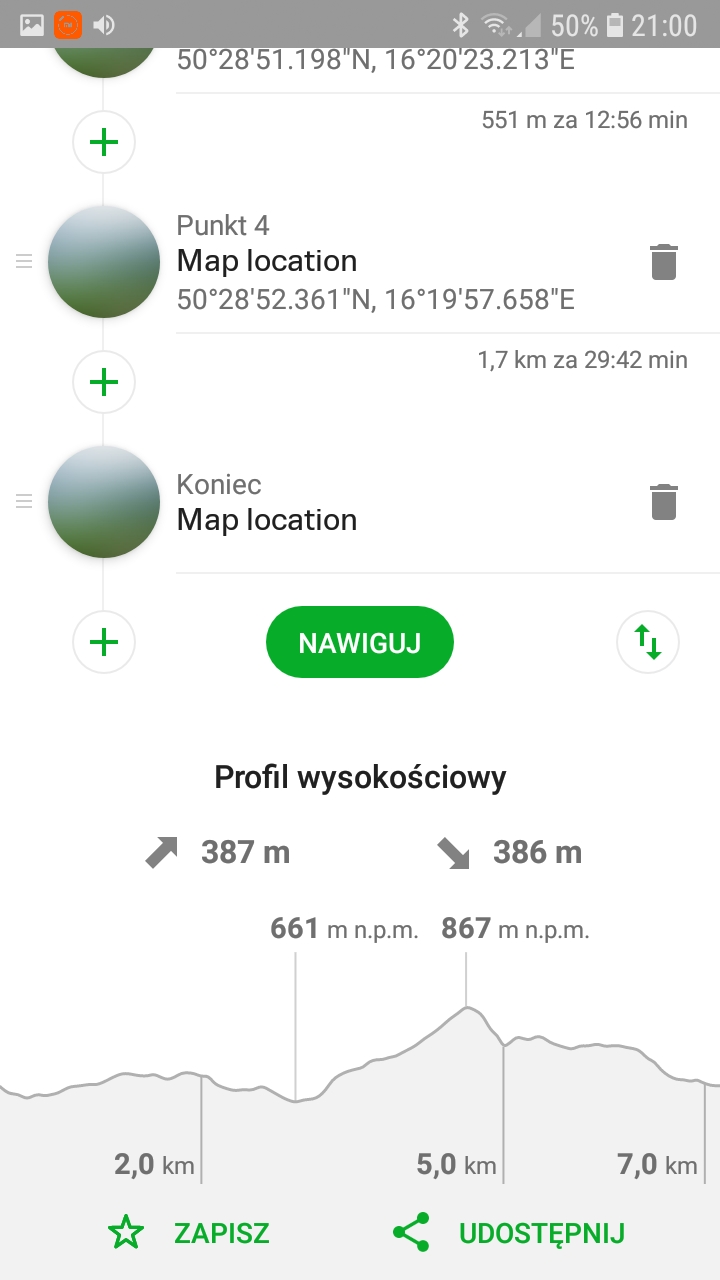 50% 21:00
50°28'51.198"N, 16°20'23.213"E
551 m za 12:56 min
Punkt 4
Map location
50°28'52.361"N, 16°19'57.658"E
1,7 km za 29:42 min
Koniec
Map location
NAWIGUJ
Profil wysokościowy
387 m 386 m
661 m n.p.m. 867 m n.p.m.
2,0 km 5,0 km 7,0 km
ZAPISZ UDOSTĘPNIJ